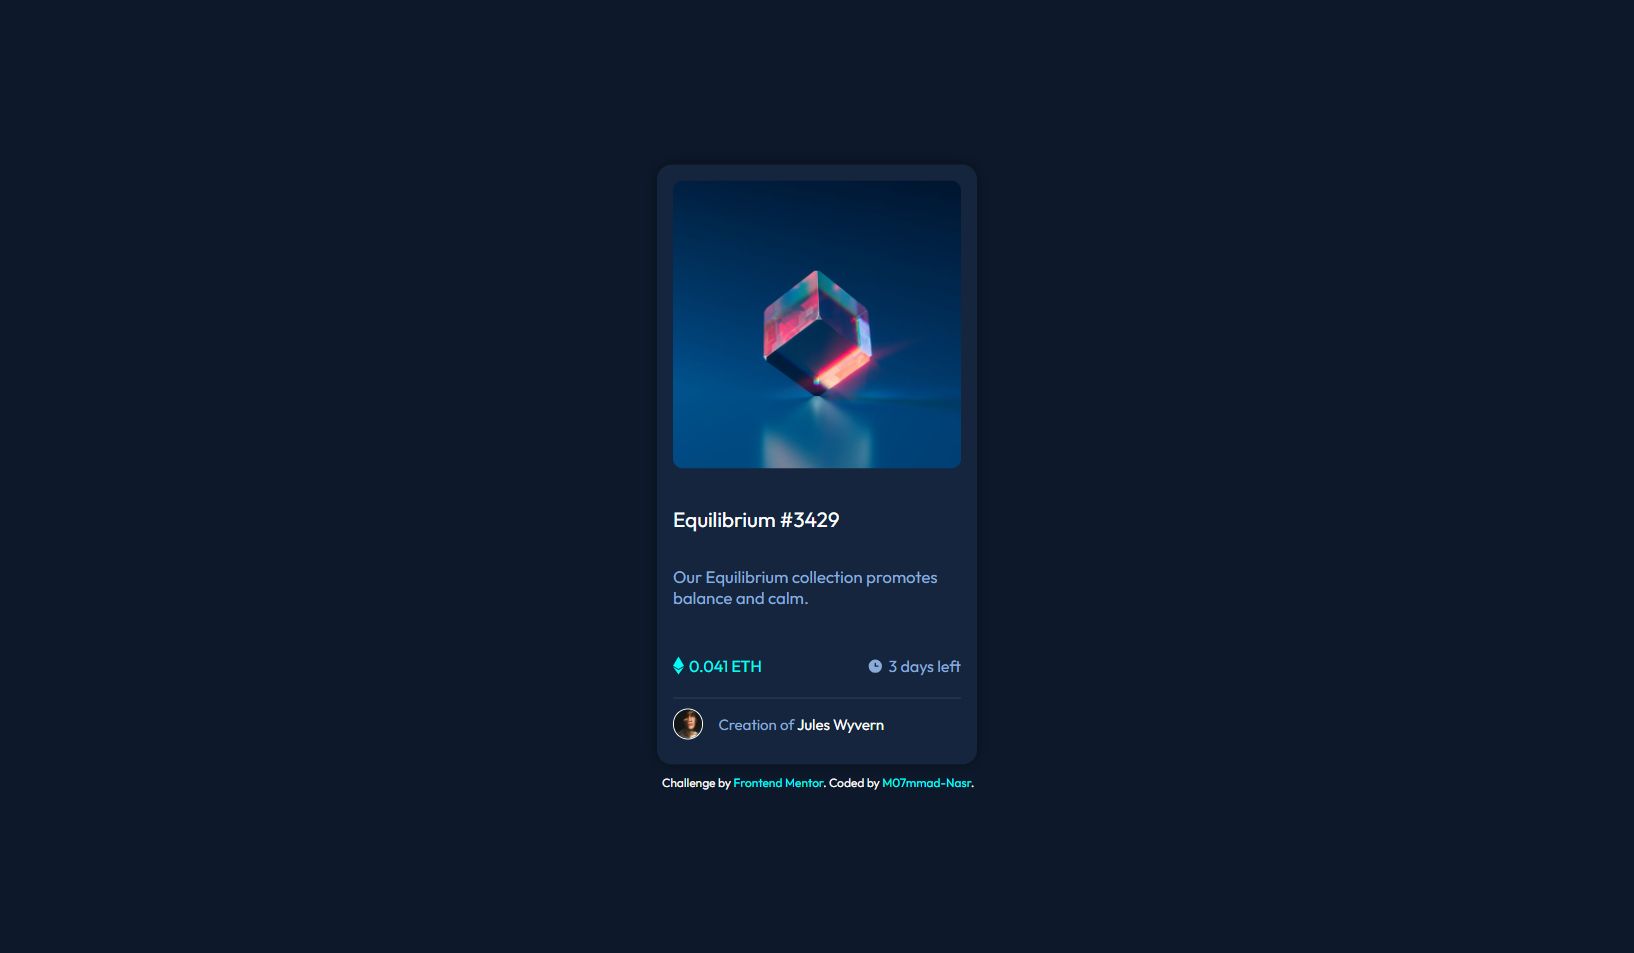 Equilibrium #3429
Our Equilibrium collection promotes
balance and calm.
0.041 ETH
3 days left
Creation of Jules Wyvern
Challenge by Frontend Mentor. Coded by M07mmad-Nasr.